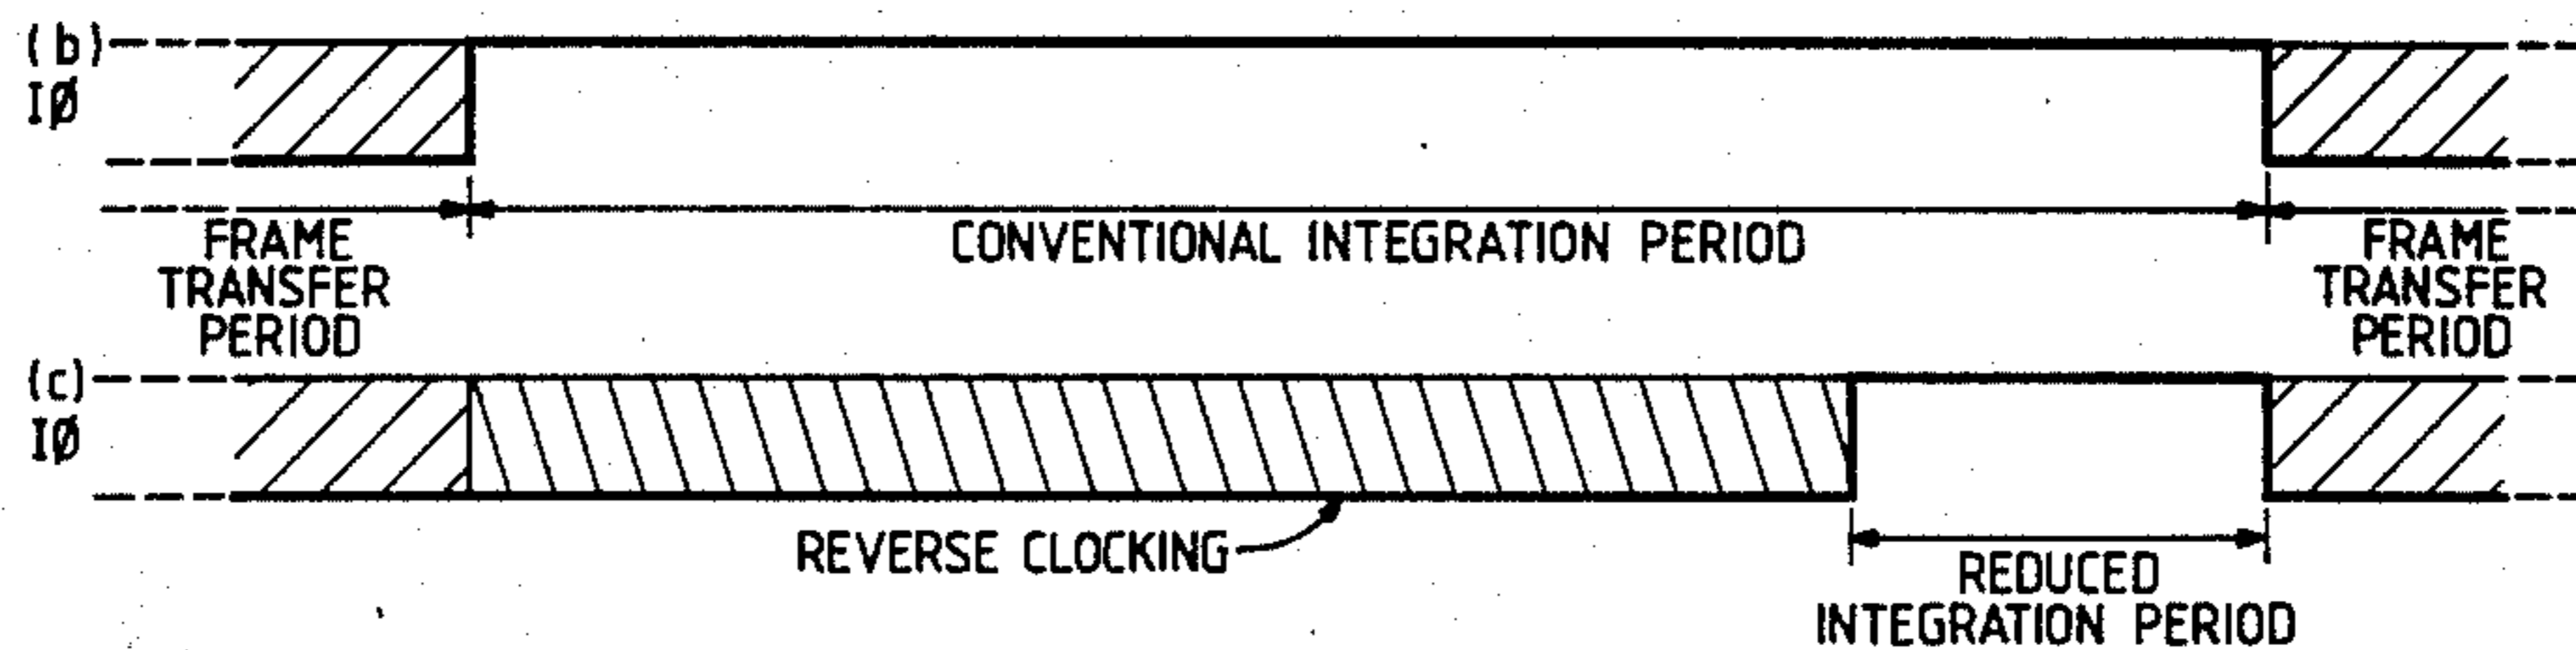 (b)
IØ
FRAME
TRANSFER
PERIOD
CONVENTIONAL INTEGRATION PERIOD
FRAME
TRANSFER
PERIOD
(c)
IØ
REVERSE CLOCKING
REDUCED
INTEGRATION PERIOD